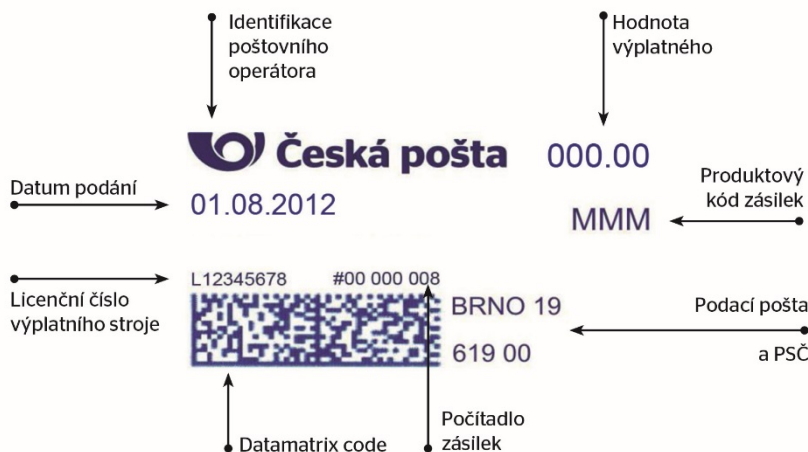 Identifikace
poštovního
operátora
Hodnota
výplatného
Česká pošta
000.00
Datum podání
01.08.2012
Produktový
kód zásilek
MMM
L12345678
#00 000 008
Licenční číslo
výplatního stroje
BRNO 19
619 00
Podací pošta
a PSČ
Datamatrix code
Počítadlo
zásilek